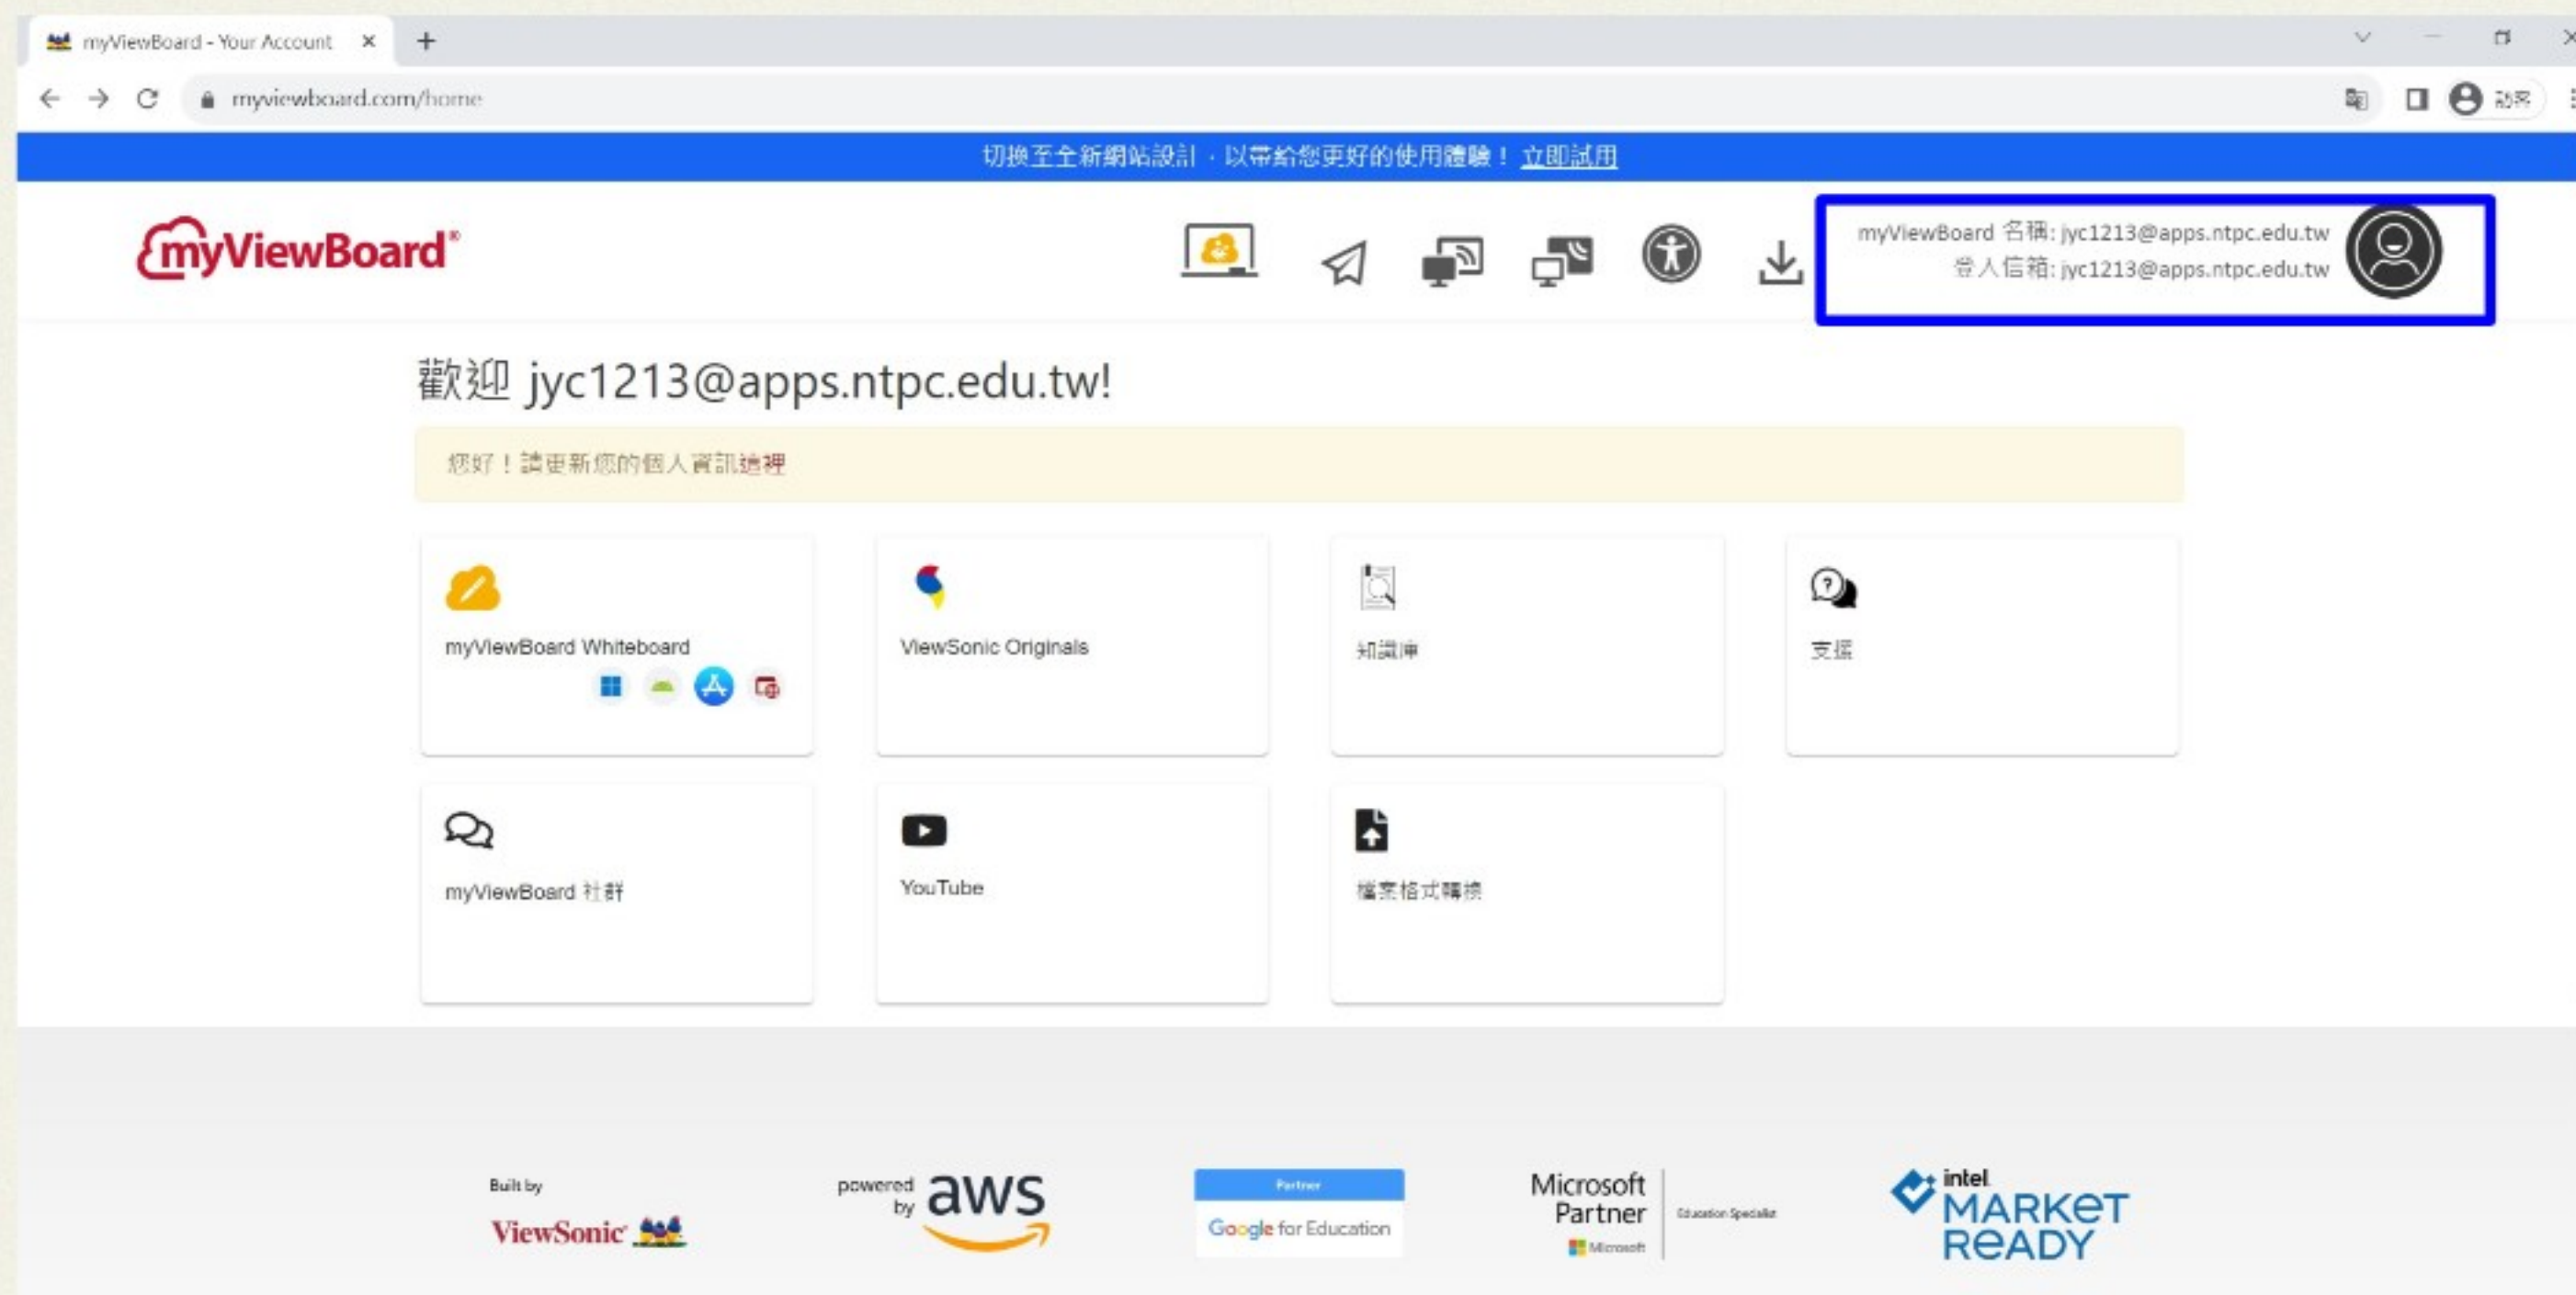 myViewBoard - Your Account
myviewboard.com/home
訪客
切換至全新網站設計，以帶給您更好的使用體驗！ 立即試用
myViewBoard®
myViewBoard 名稱: jyc1213@apps.ntpc.edu.tw
登入信箱: jyc1213@apps.ntpc.edu.tw
歡迎 jyc1213@apps.ntpc.edu.tw!
您好！請更新您的個人資訊這裡
myViewBoard Whiteboard
ViewSonic Originals
知識庫
支援
myViewBoard 社群
YouTube
檔案格式轉換
Built by
ViewSonic®
powered by aws
Partner
Google for Education
Microsoft
Partner
Education Specialist
Microsoft
intel
MARKET
READY